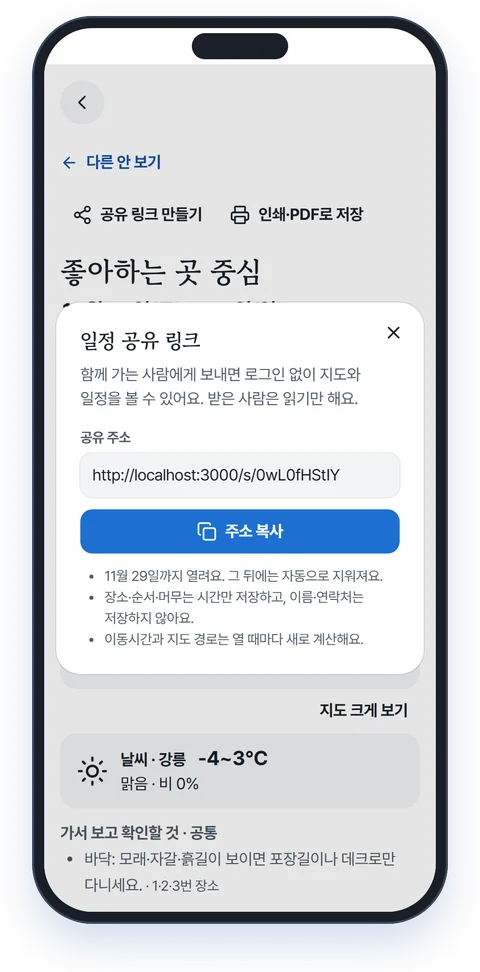 다른 안 보기
공유 링크 만들기
인쇄·PDF로 저장
좋아하는 곳 중심
일정 공유 링크
함께 가는 사람에게 보내면 로그인 없이 지도와
일정을 볼 수 있어요. 받은 사람은 읽기만 해요.
공유 주소
http://localhost:3000/s/0wL0fHStIY
주소 복사
• 11월 29일까지 열려요. 그 뒤에는 자동으로 지워져요.
• 장소·순서·머무는 시간만 저장하고, 이름·연락처는
저장하지 않아요.
• 이동시간과 지도 경로는 열 때마다 새로 계산해요.
지도 크게 보기
날씨 · 강릉 -4~3°C
맑음 · 비 0%
가서 보고 확인할 것 · 공통
• 바닥: 모래·자갈·흙길이 보이면 포장길이나 데크로만
다니세요. · 1·2·3번 장소